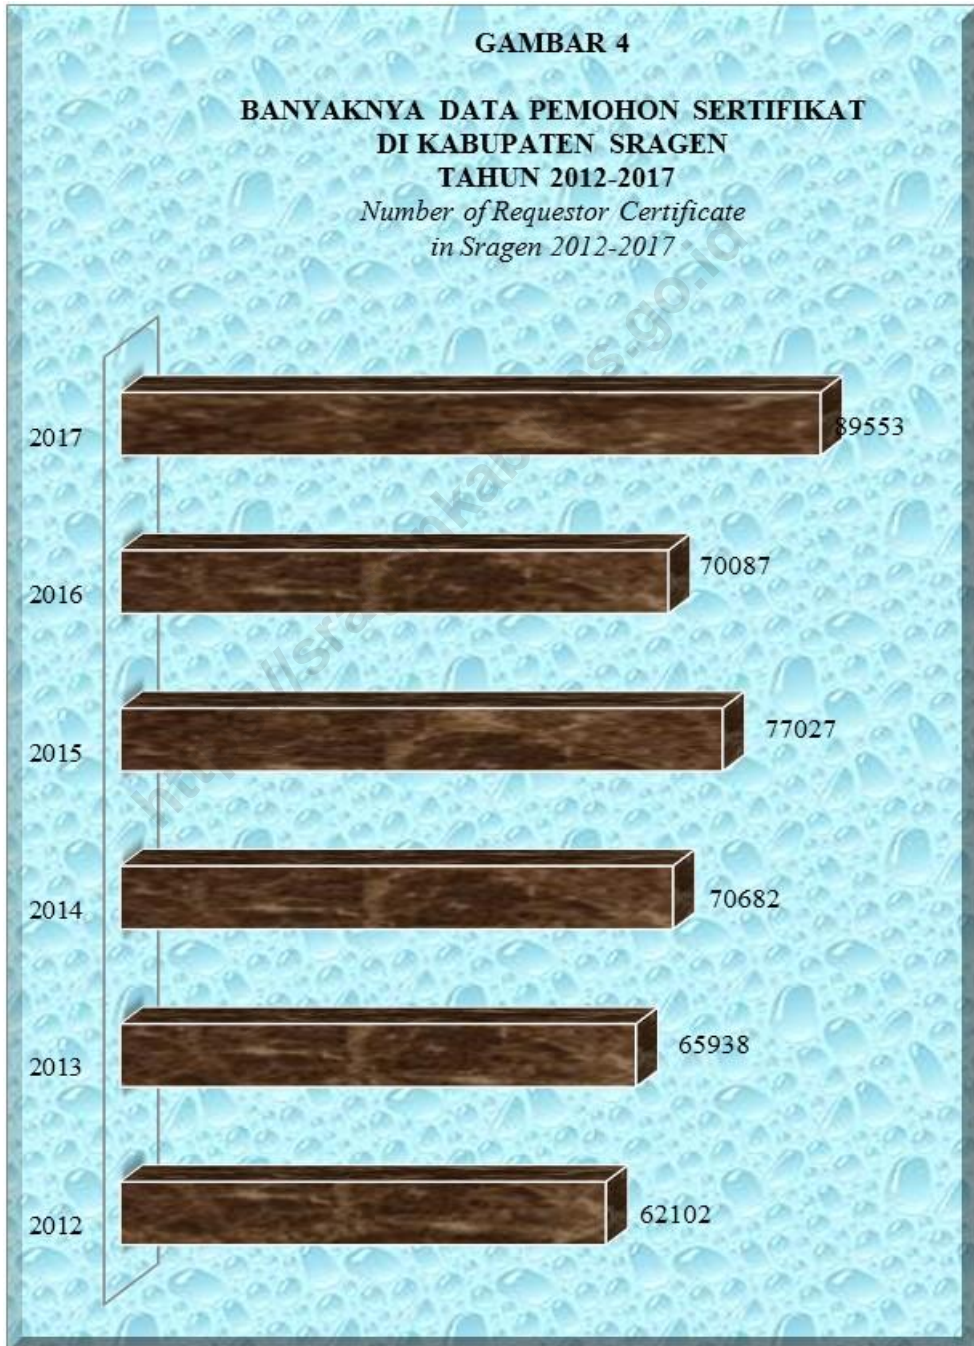 GAMBAR 4
BANYAKNYA DATA PEMOHON SERTIFIKAT
DI KABUPATEN SRAGEN
TAHUN 2012-2017
Number of Requestor Certificate
in Sragen 2012-2017
2017 89553
2016 70087
2015 77027
2014 70682
2013 65938
2012 62102